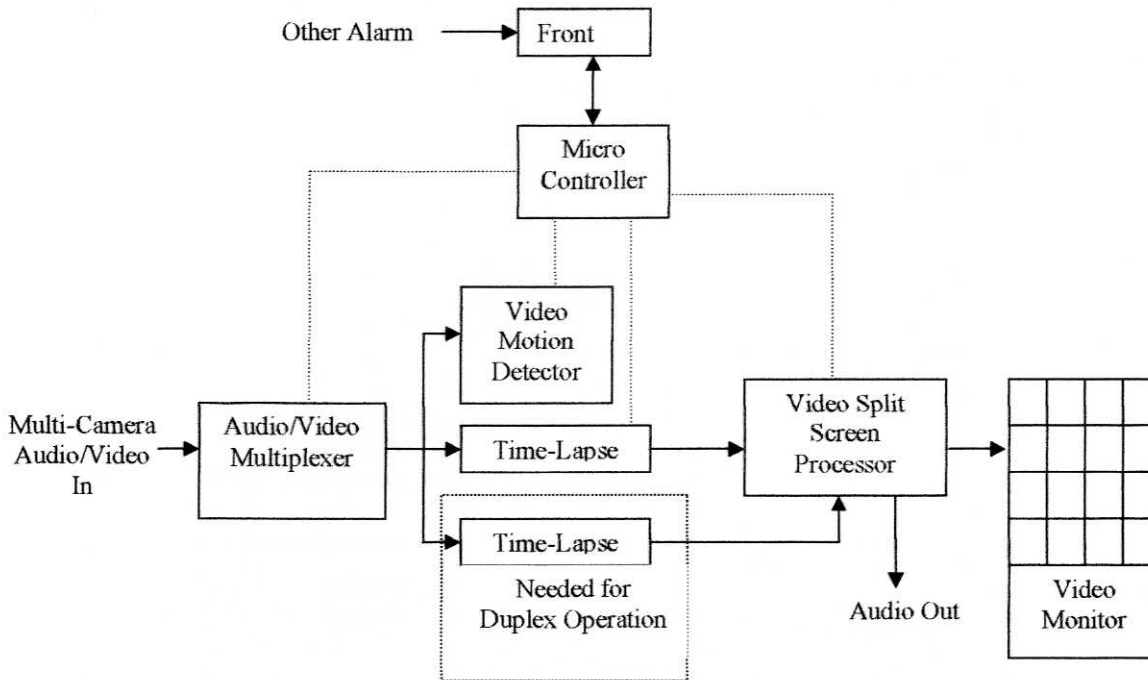 Other Alarm
Front
Micro
Controller
Video
Motion
Detector
Multi-Camera
Audio/Video
In
Audio/Video
Multiplexer
Time-Lapse
Video Split
Screen
Processor
Time-Lapse
Needed for
Duplex Operation
Audio Out
Video
Monitor